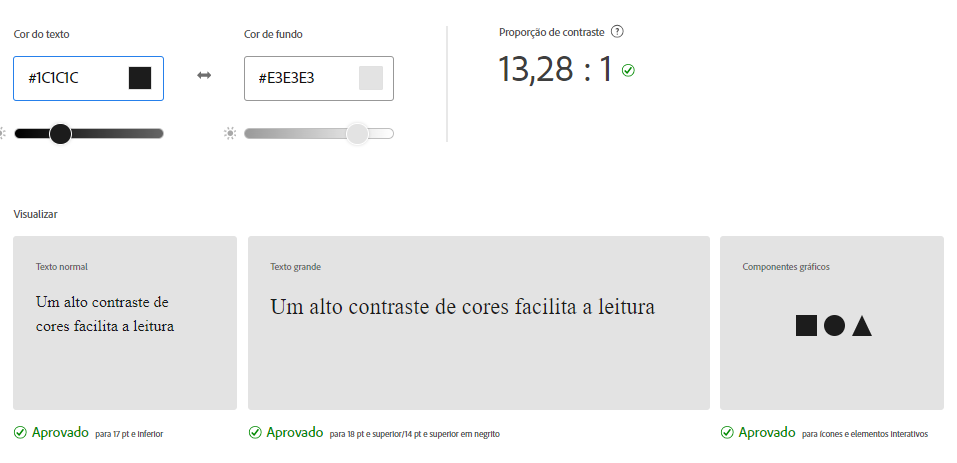 Cor do texto
Cor de fundo
Proporção de contraste ?
#1C1C1C
#E3E3E3
13,28 : 1
Visualizar
Texto normal
Um alto contraste de
cores facilita a leitura
Texto grande
Um alto contraste de cores facilita a leitura
Componentes gráficos
Aprovado para 17 pt e inferior
Aprovado para 18 pt e superior/14 pt e superior em negrito
Aprovado para ícones e elementos interativos